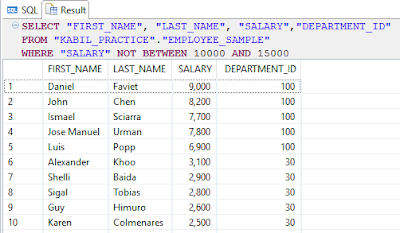 SQL Result
SELECT "FIRST_NAME", "LAST_NAME", "SALARY","DEPARTMENT_ID"
FROM "KABIL_PRACTICE"."EMPLOYEE_SAMPLE"
WHERE "SALARY" NOT BETWEEN 10000 AND 15000
FIRST_NAME LAST_NAME SALARY DEPARTMENT_ID
1 Daniel Faviet 9,000 100
2 John Chen 8,200 100
3 Ismael Sciarra 7,700 100
4 Jose Manuel Urman 7,800 100
5 Luis Popp 6,900 100
6 Alexander Khoo 3,100 30
7 Shelli Baida 2,900 30
8 Sigal Tobias 2,800 30
9 Guy Himuro 2,600 30
10 Karen Colmenares 2,500 30